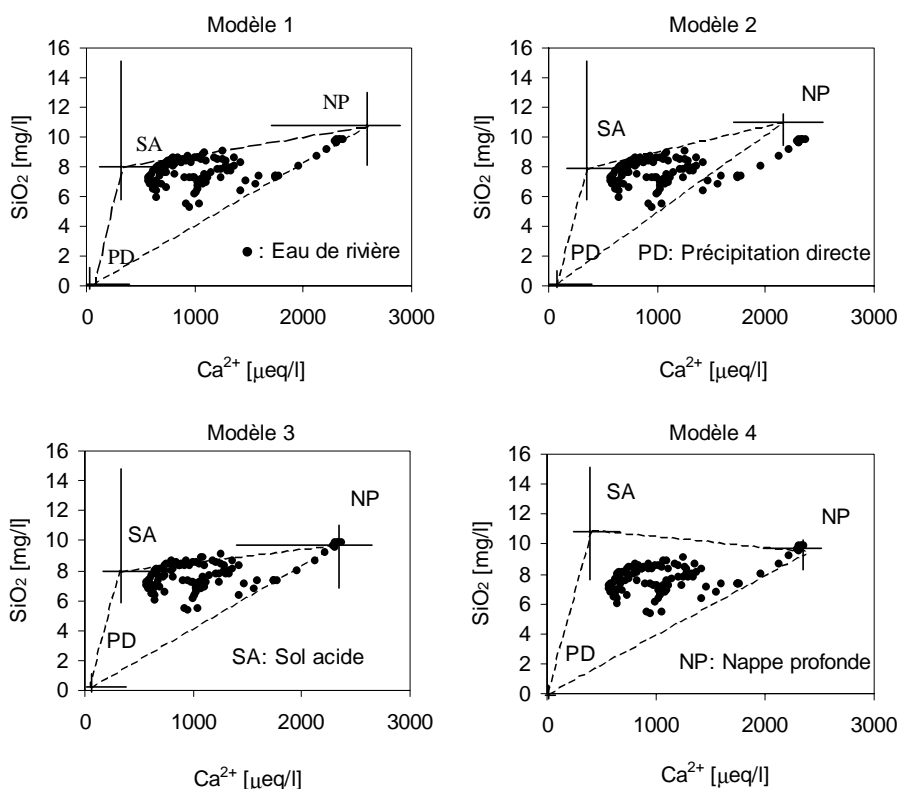 Modèle 1
16
14
12
10
8
6
4
2
0
SiO2 [mg/l]
NP
SA
PD
● : Eau de rivière
0 1000 2000 3000
Ca2+ [µeq/l]
Modèle 2
16
14
12
10
8
6
4
2
0
SiO2 [mg/l]
NP
SA
PD
PD: Précipitation directe
0 1000 2000 3000
Ca2+ [µeq/l]
Modèle 3
16
14
12
10
8
6
4
2
0
SiO2 [mg/l]
NP
SA
PD
SA: Sol acide
0 1000 2000 3000
Ca2+ [µeq/l]
Modèle 4
16
14
12
10
8
6
4
2
0
SiO2 [mg/l]
SA
NP
PD
NP: Nappe profonde
0 1000 2000 3000
Ca2+ [µeq/l]